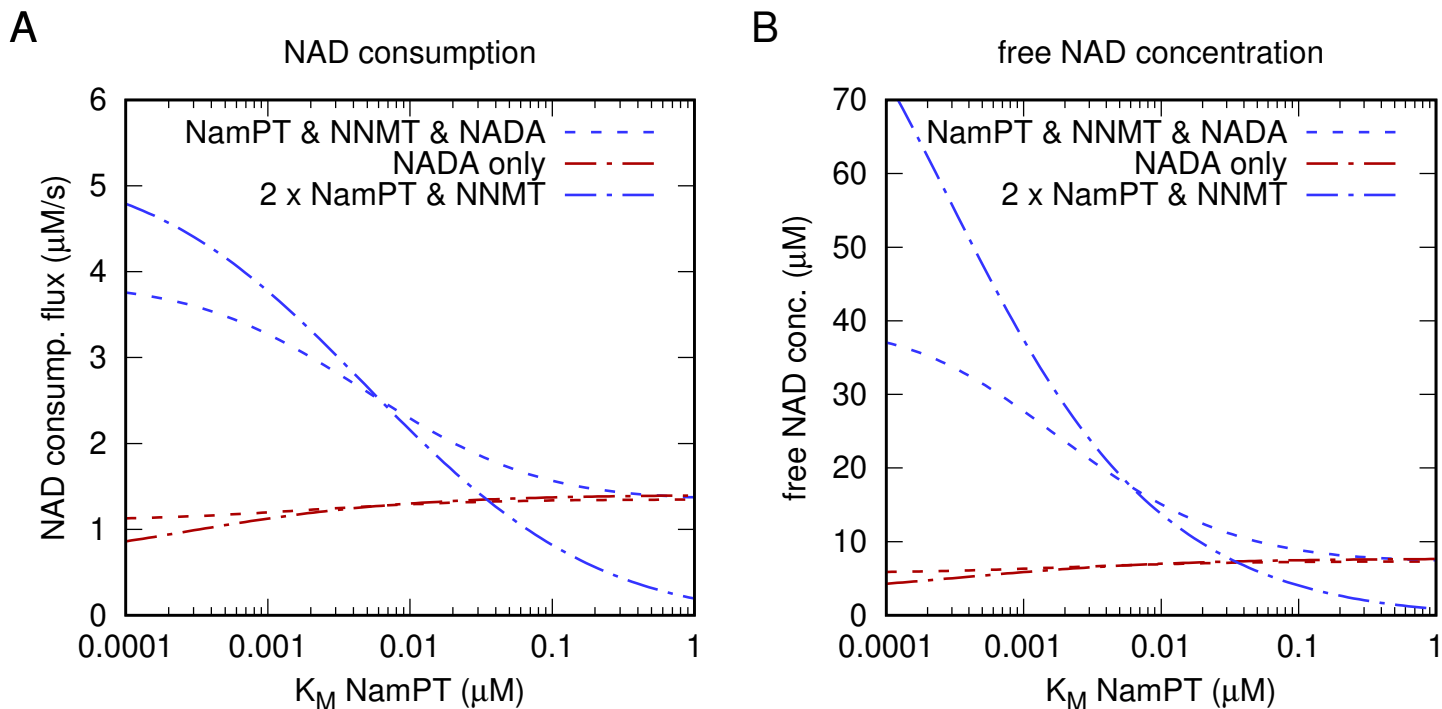 A
NAD consumption
NAD consump. flux (μM/s)
6
5
4
3
2
1
0
NamPT & NNMT & NADA
NADA only
2 x NamPT & NNMT
0.0001 0.001 0.01 0.1 1
K_M NamPT (μM)
B
free NAD concentration
free NAD conc. (μM)
70
60
50
40
30
20
10
0
NamPT & NNMT & NADA
NADA only
2 x NamPT & NNMT
0.0001 0.001 0.01 0.1 1
K_M NamPT (μM)